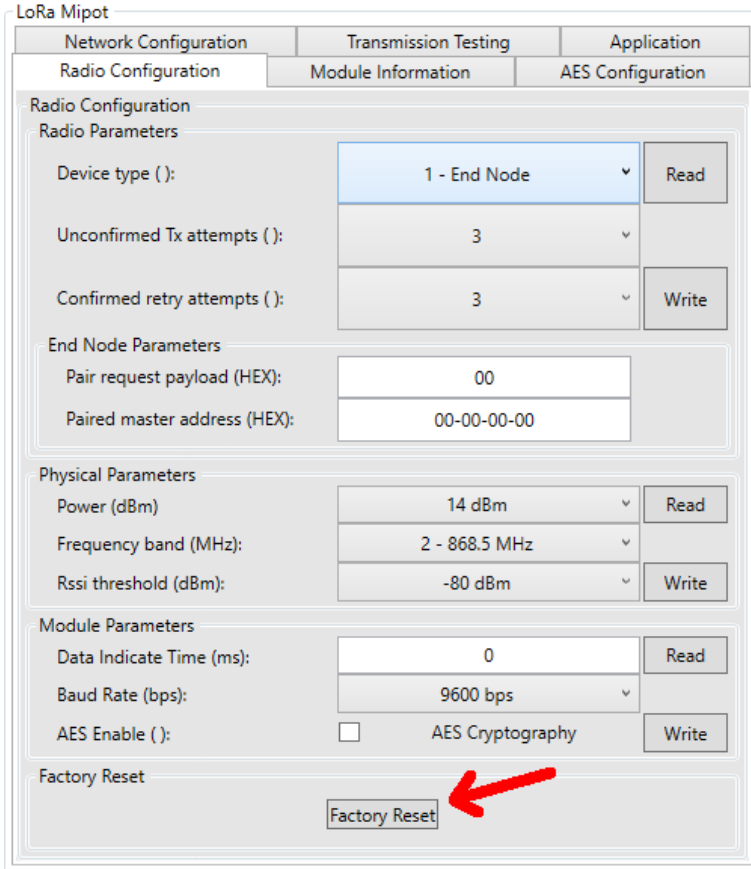 LoRa Mipot
Network Configuration Transmission Testing Application
Radio Configuration Module Information AES Configuration
Radio Configuration
Radio Parameters
Device type ( ): 1 - End Node Read
Unconfirmed Tx attempts ( ): 3
Confirmed retry attempts ( ): 3 Write
End Node Parameters
Pair request payload (HEX): 00
Paired master address (HEX): 00-00-00-00
Physical Parameters
Power (dBm) 14 dBm Read
Frequency band (MHz): 2 - 868.5 MHz
Rssi threshold (dBm): -80 dBm Write
Module Parameters
Data Indicate Time (ms): 0 Read
Baud Rate (bps): 9600 bps
AES Enable ( ): AES Cryptography Write
Factory Reset
Factory Reset